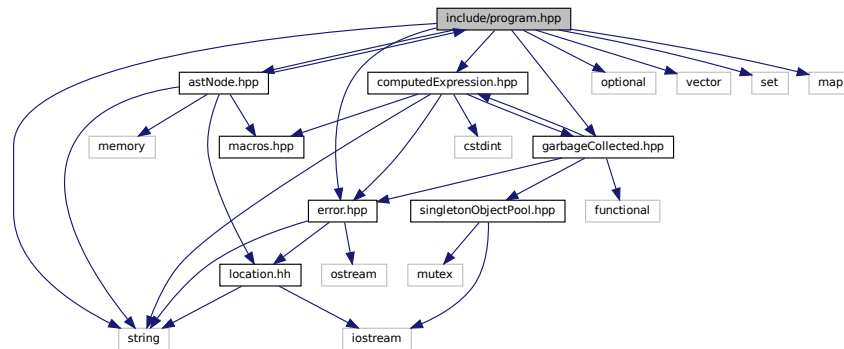 include/program.hpp
astNode.hpp
computedExpression.hpp
optional
vector
set
map
memory
macros.hpp
cstdint
garbageCollected.hpp
error.hpp
singletonObjectPool.hpp
functional
location.hh
ostream
mutex
string
iostream